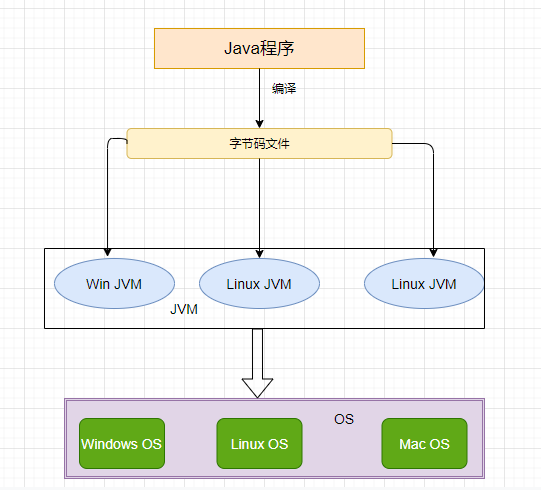 Java程序
编译
字节码文件
Win JVM
Linux JVM
Linux JVM
JVM
OS
Windows OS
Linux OS
Mac OS